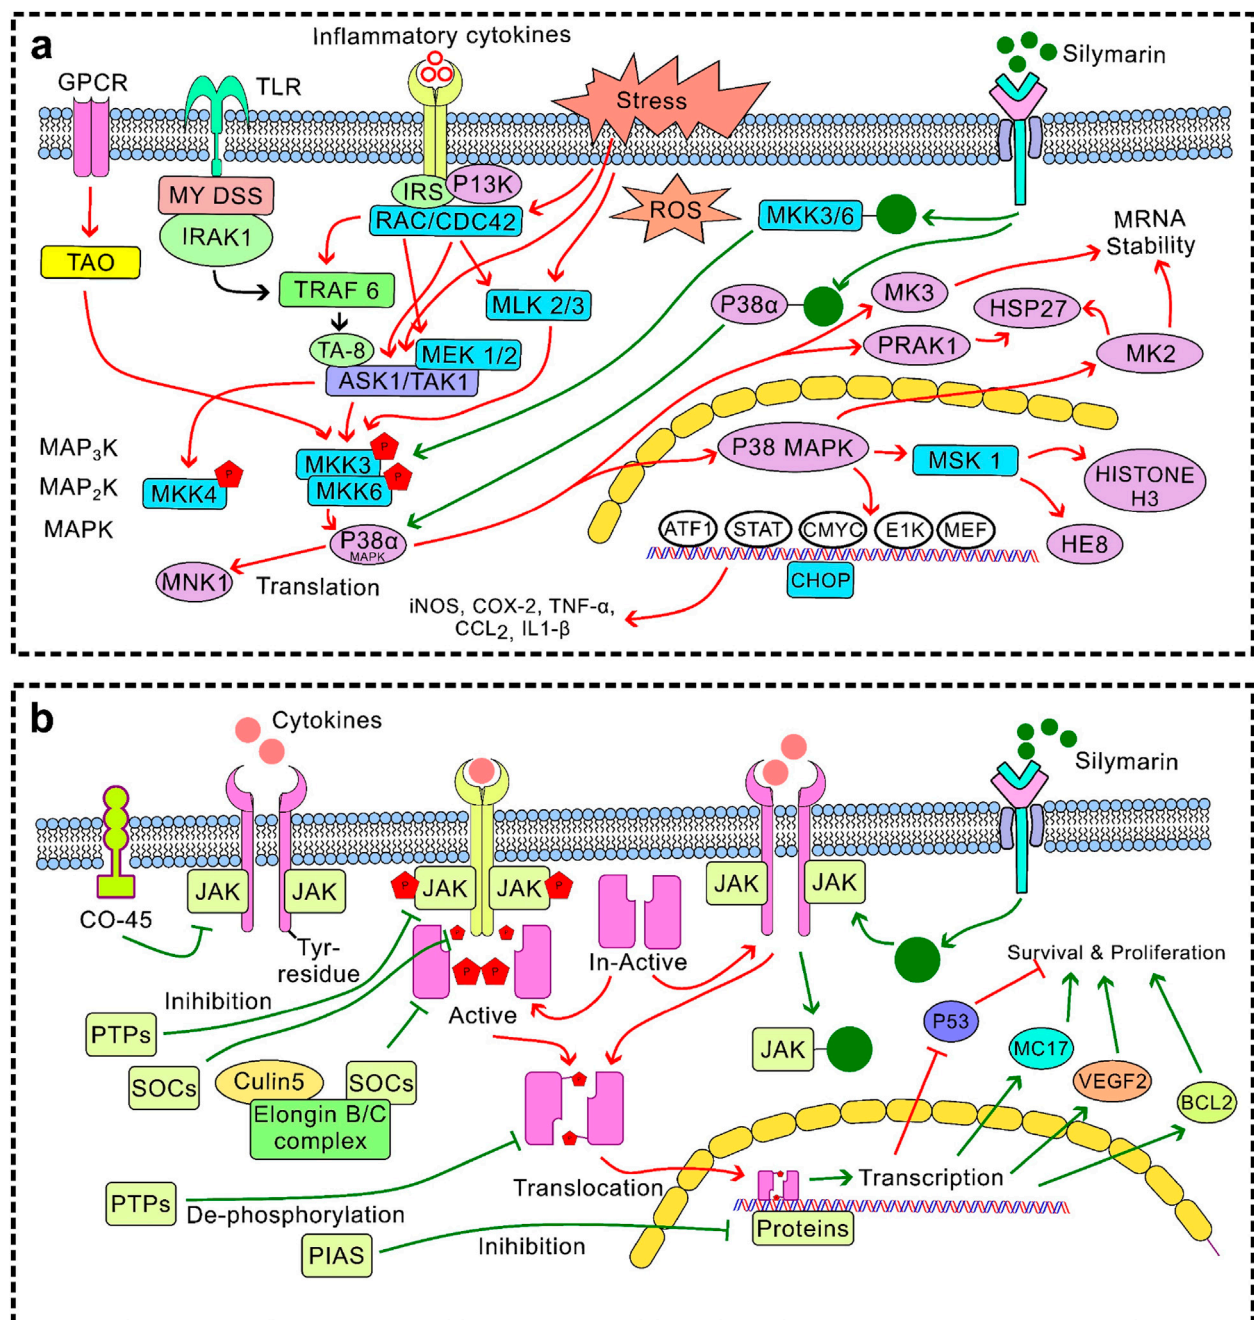 a
Inflammatory cytokines
GPCR
TLR
Stress
Silymarin
MY DSS
IRS
P13K
ROS
MKK3/6
IRAK1
RAC/CDC42
MRNA
Stability
TAO
TRAF 6
MLK 2/3
P38α
MK3
HSP27
TA-8
MEK 1/2
PRAK1
MK2
ASK1/TAK1
MAP3K
P
MKK3
P38 MAPK
MSK 1
HISTONE
H3
MAP2K
MKK4
P
MKK6
P
MAPK
P38α
MAPK
ATF1
STAT
CMYC
E1K
MEF
HE8
MNK1
Translation
CHOP
iNOS, COX-2, TNF-α,
CCL2, IL1-β
b
Cytokines
Silymarin
JAK
JAK
P
JAK
JAK
P
JAK
JAK
CO-45
Tyr-
residue
P
P
P
P
In-Active
Survival & Proliferation
Inihibition
Active
PTPs
P53
MC17
JAK
SOCs
Culin5
SOCs
VEGF2
BCL2
Elongin B/C
complex
P
P
Translocation
Transcription
PTPs
De-phosphorylation
Proteins
PIAS
Inihibition